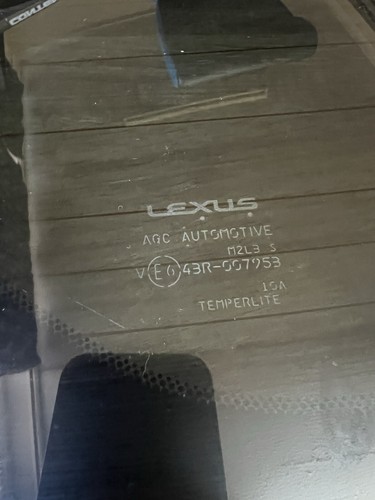 LEXUS
AGC AUTOMOTIVE
M2L3 S
V E6 43R-007953
10A
TEMPERLITE